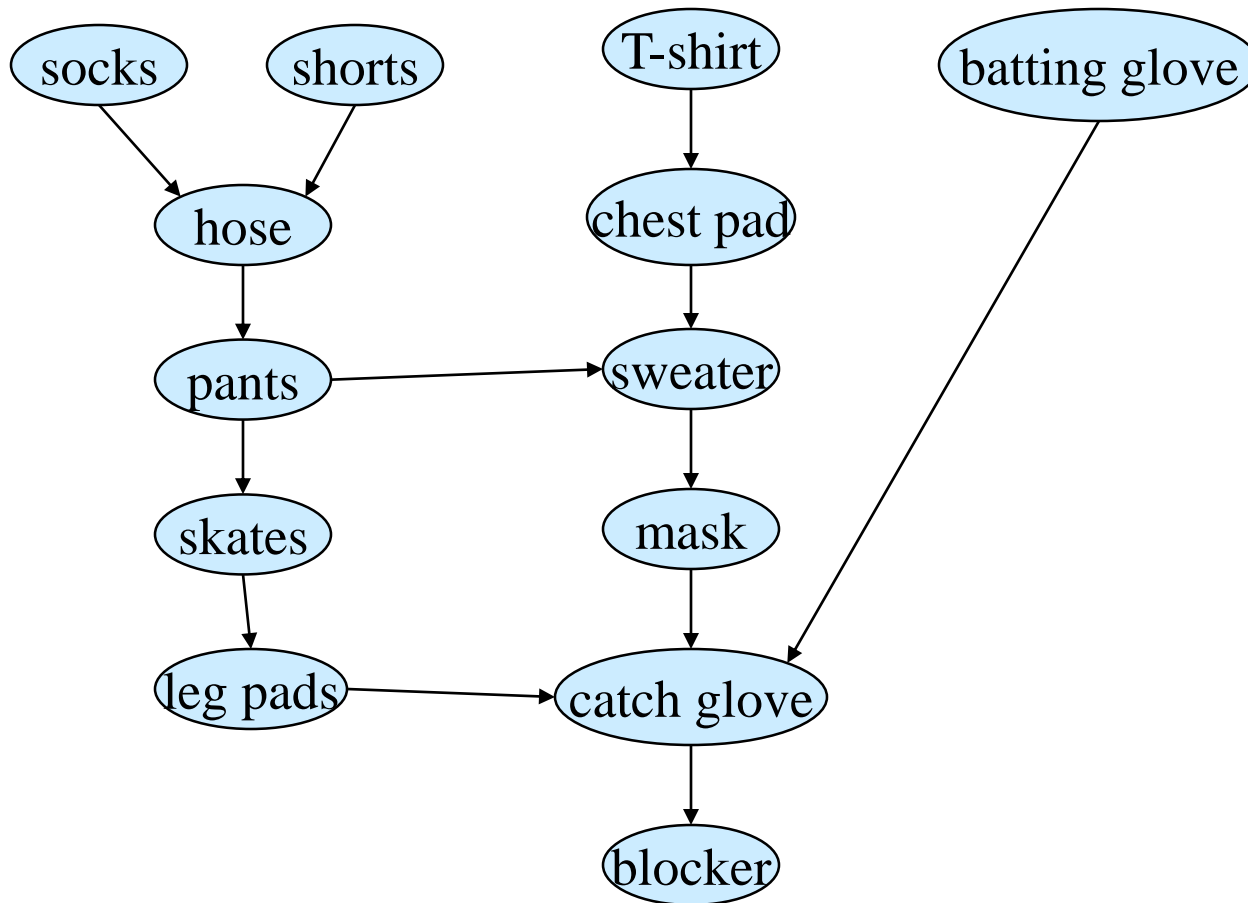 socks
shorts
T-shirt
batting glove
hose
chest pad
pants
sweater
skates
mask
leg pads
catch glove
blocker